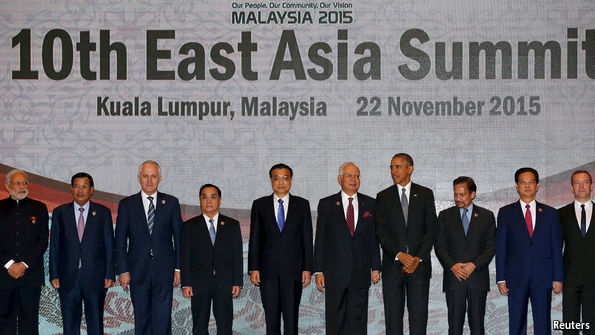 Our People, Our Community, Our Vision
MALAYSIA 2015
10th East Asia Summit
Kuala Lumpur, Malaysia 22 November 2015
Reuters